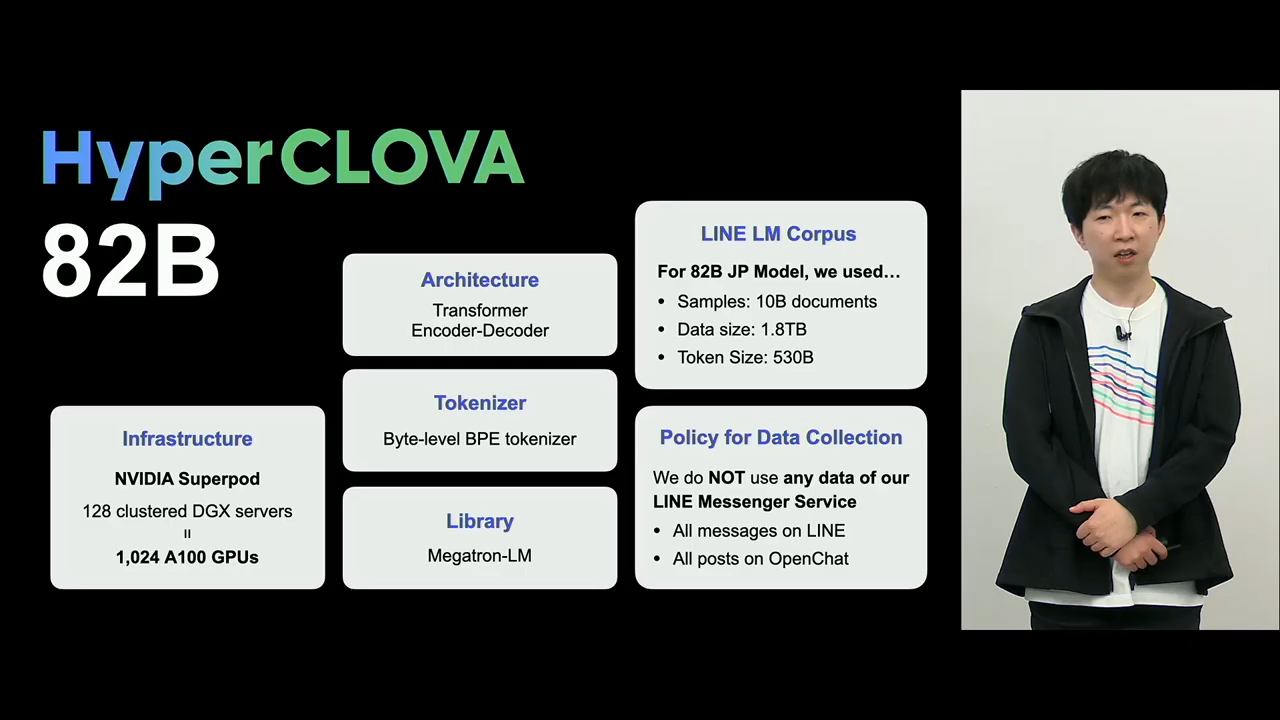 HyperCLOVA
82B
Infrastructure
NVIDIA Superpod
128 clustered DGX servers
=
1,024 A100 GPUs
Architecture
Transformer
Encoder-Decoder
Tokenizer
Byte-level BPE tokenizer
Library
Megatron-LM
LINE LM Corpus
For 82B JP Model, we used…
• Samples: 10B documents
• Data size: 1.8TB
• Token Size: 530B
Policy for Data Collection
We do NOT use any data of our
LINE Messenger Service
• All messages on LINE
• All posts on OpenChat